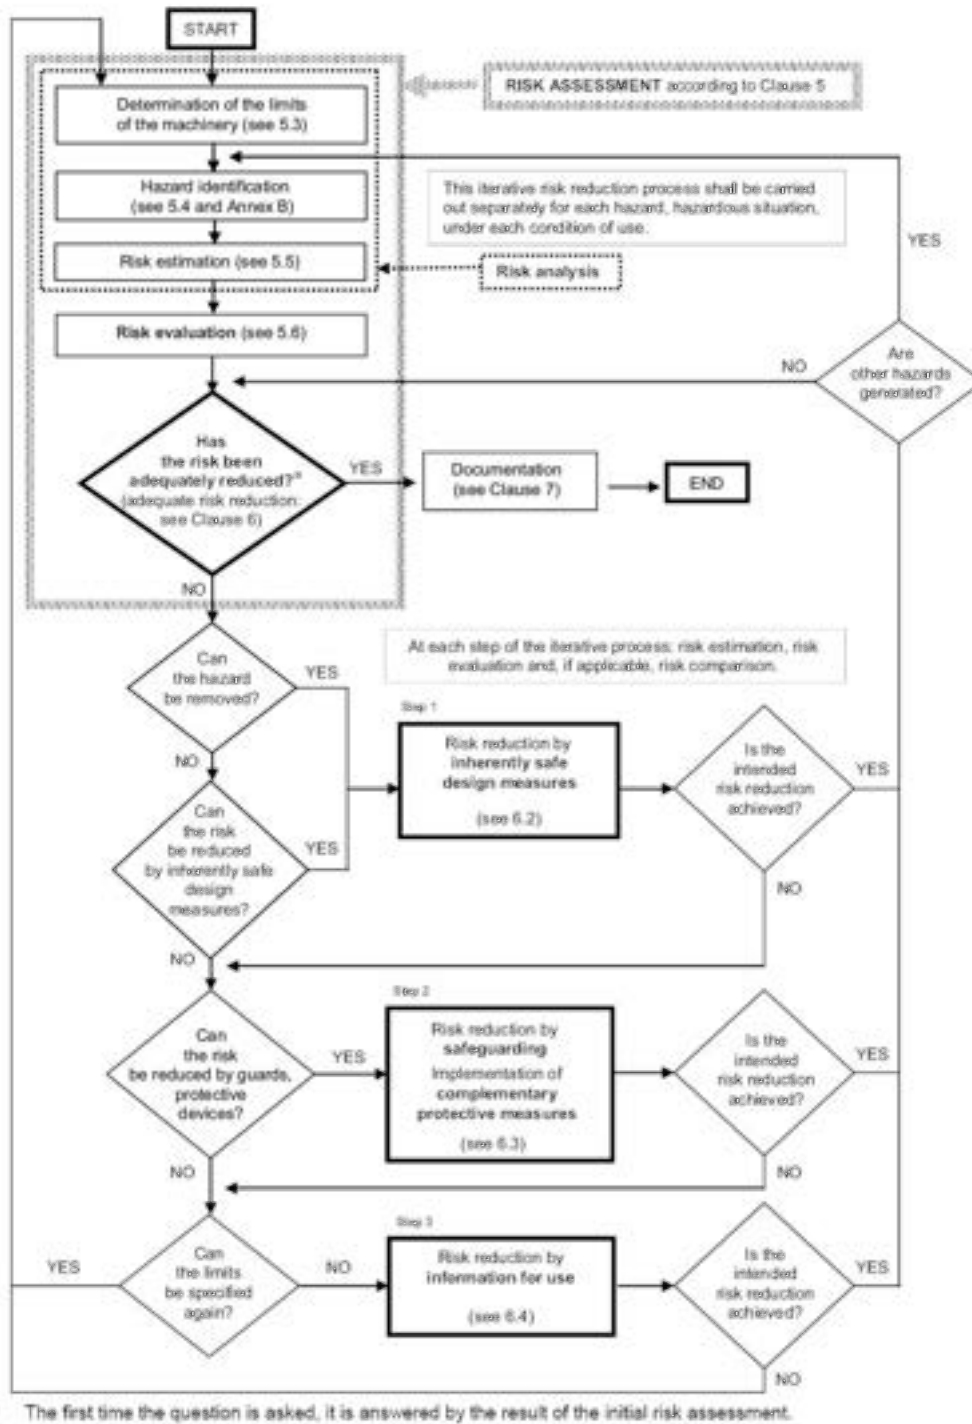 START
RISK ASSESSMENT according to Clause 5
Determination of the limits
of the machinery (see 5.3)
Hazard identification
(see 5.4 and Annex B)
This iterative risk reduction process shall be carried
out separately for each hazard, hazardous situation,
under each condition of use.
YES
Risk estimation (see 5.5)
Risk analysis
Risk evaluation (see 5.6)
NO
Are
other hazards
generated?
Has
the risk been
adequately reduced?ª
(adequate risk reduction:
see Clause 6)
YES
Documentation
(see Clause 7)
END
NO
At each step of the iterative process: risk estimation, risk
evaluation and, if applicable, risk comparison.
Can
the hazard
be removed?
YES
Step 1
Risk reduction by
inherently safe
design measures
(see 6.2)
Is the
intended
risk reduction
achieved?
YES
NO
Can
the risk
be reduced
by inherently safe
design
measures?
YES
NO
NO
Step 2
Can
the risk
be reduced by guards,
protective
devices?
YES
Risk reduction by
safeguarding
Implementation of
complementary
protective measures
(see 6.3)
Is the
intended
risk reduction
achieved?
YES
NO
NO
Step 3
YES
Can
the limits
be specified
again?
NO
Risk reduction by
information for use
(see 6.4)
Is the
intended
risk reduction
achieved?
YES
NO
The first time the question is asked, it is answered by the result of the initial risk assessment.